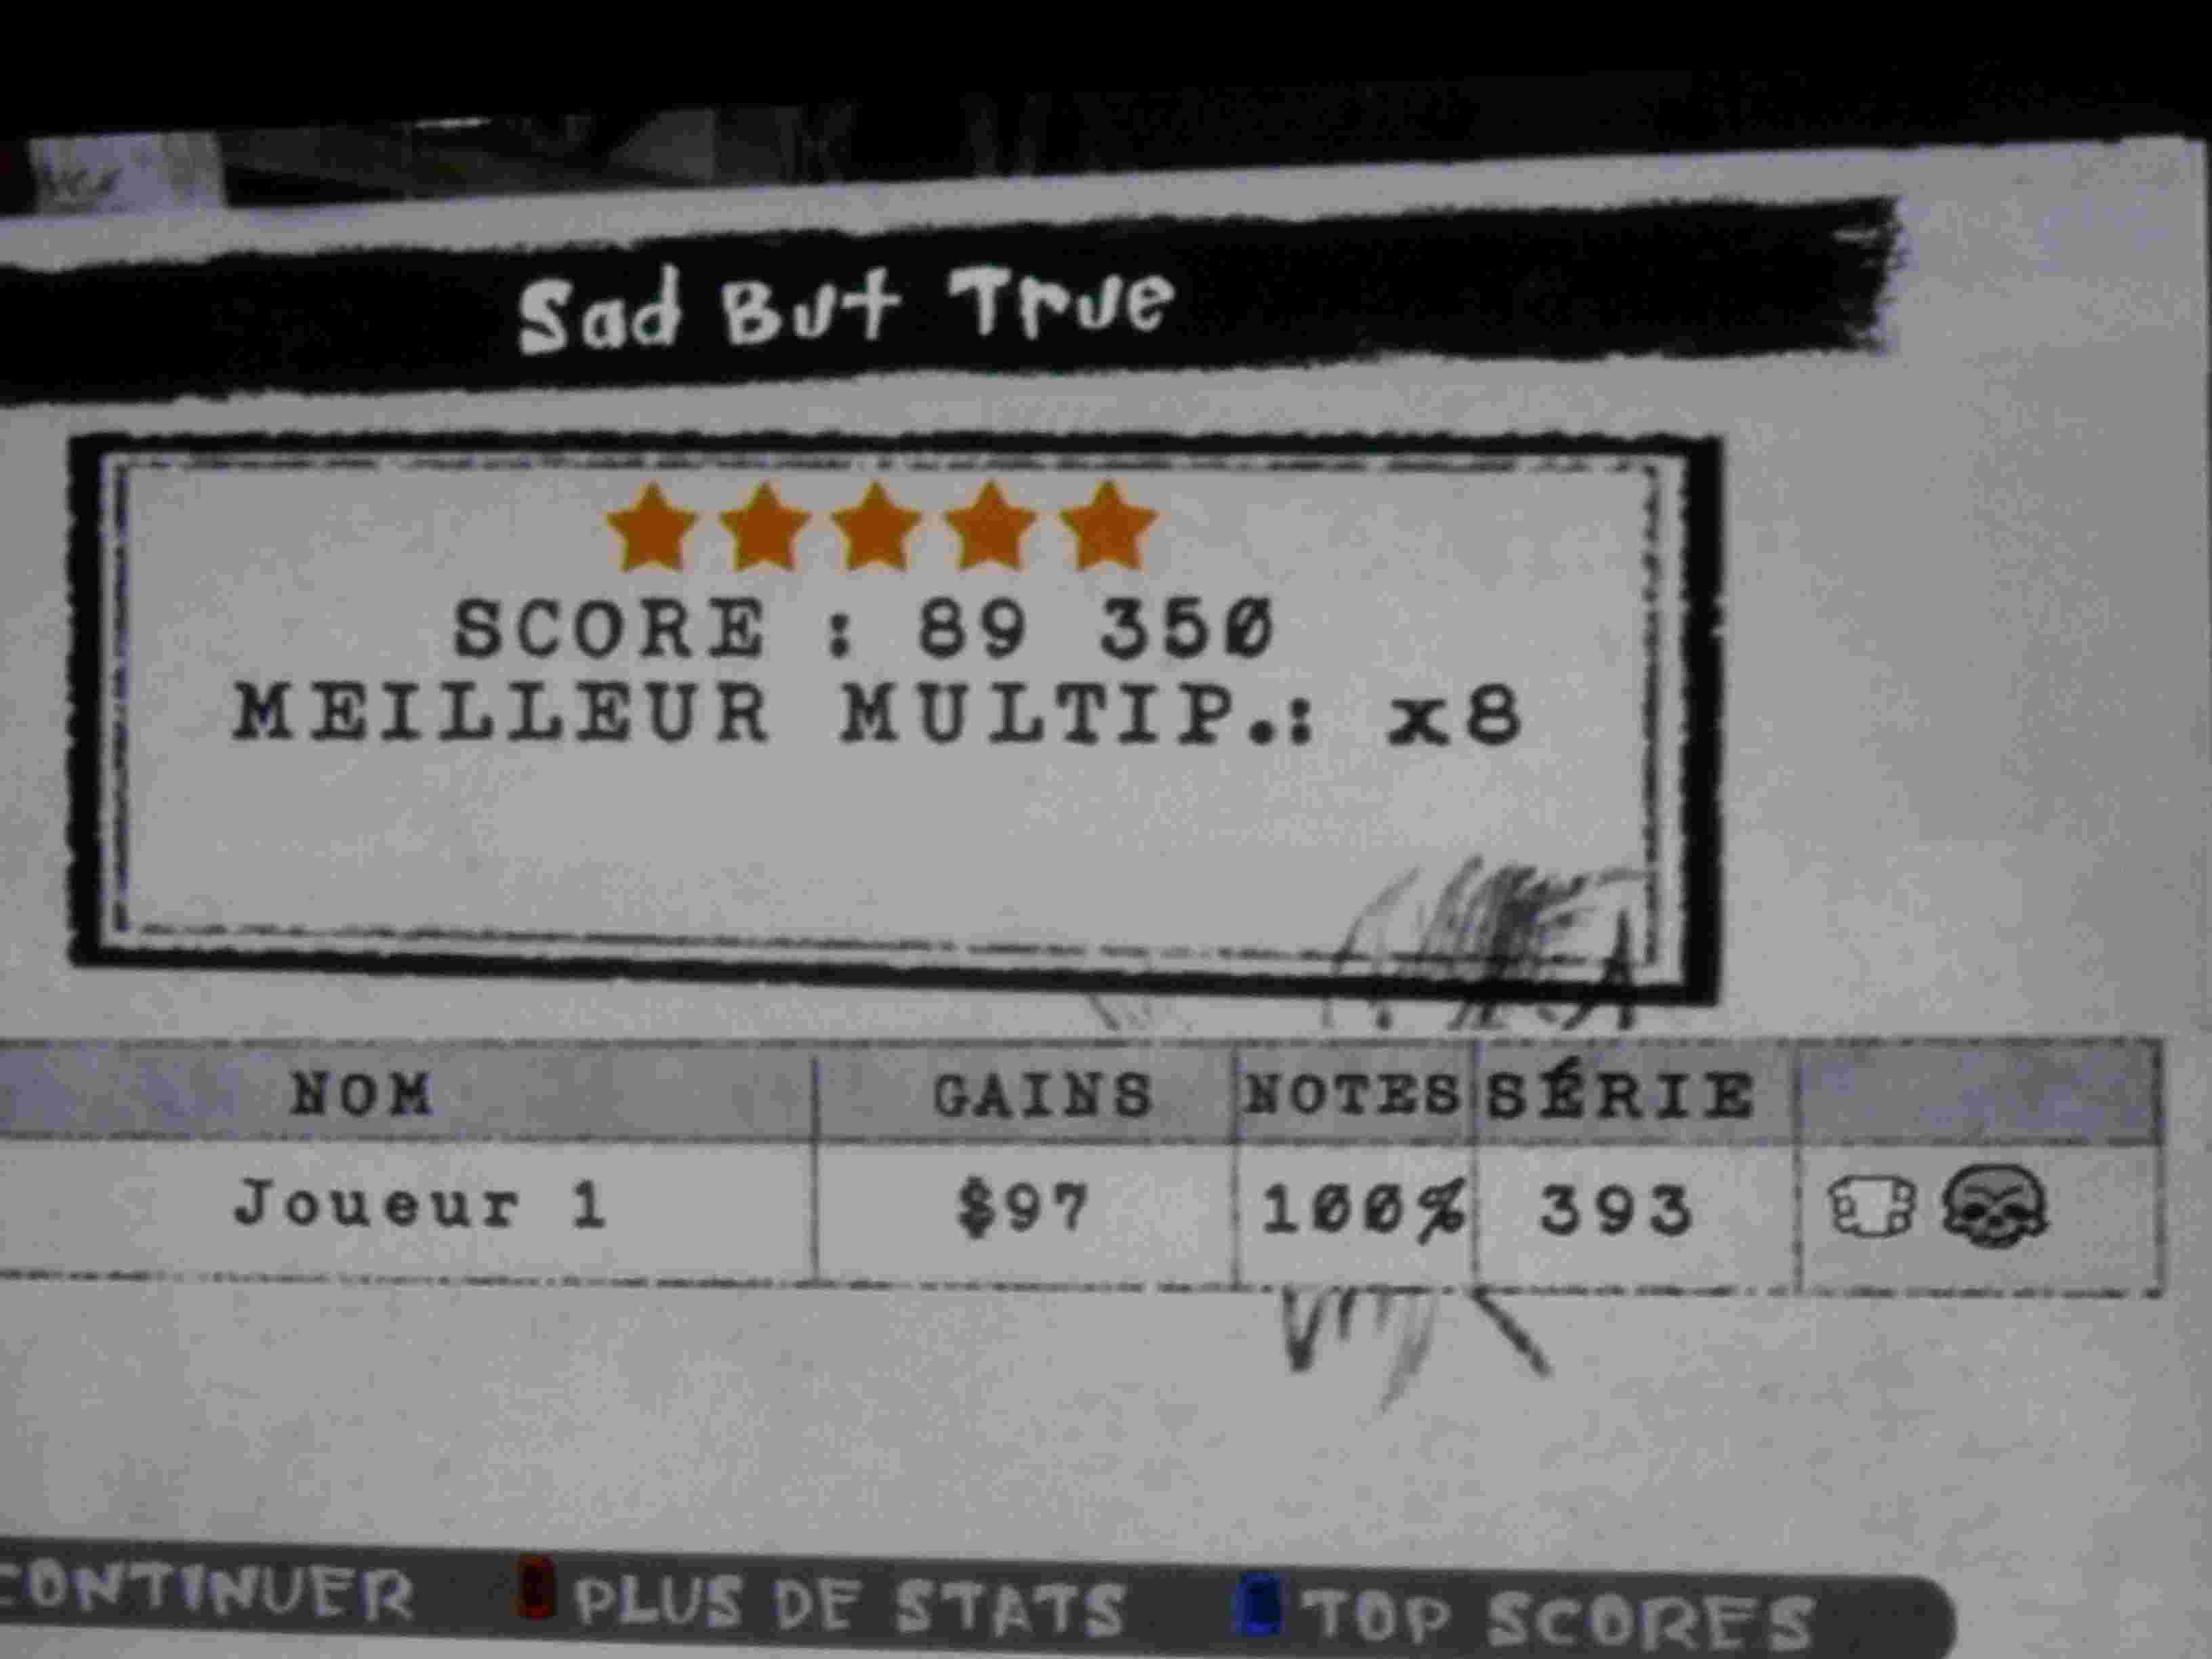 Sad But True
SCORE : 89 350
MEILLEUR MULTIP.: x8
NOM GAINS NOTES SÉRIE
Joueur 1 $97 100% 393
CONTINUER PLUS DE STATS TOP SCORES